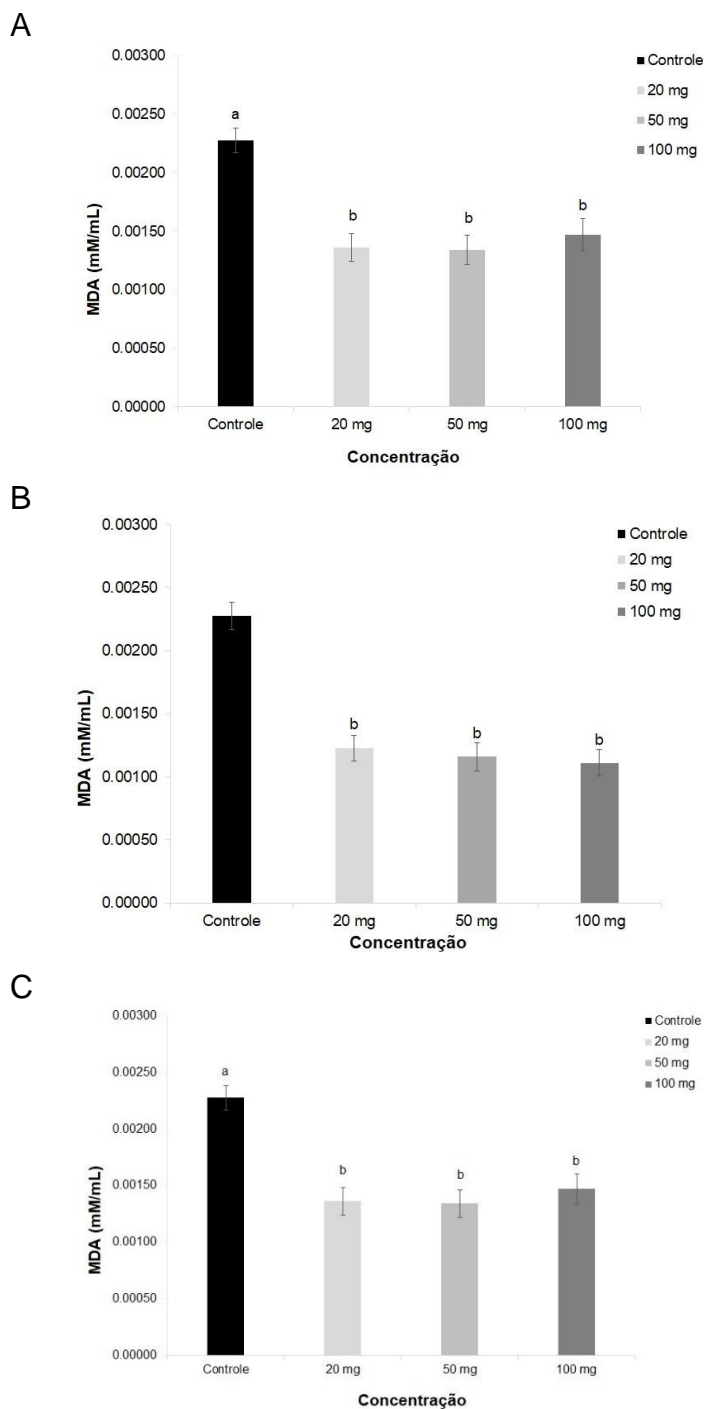 A
0.00300
0.00250
0.00200
0.00150
0.00100
0.00050
0.00000
MDA (mM/mL)
a
b
b
b
Controle
20 mg
50 mg
100 mg
Concentração
Controle
20 mg
50 mg
100 mg
B
0.00300
0.00250
0.00200
0.00150
0.00100
0.00050
0.00000
MDA (mM/mL)
b
b
b
Controle
20 mg
50 mg
100 mg
Concentração
Controle
20 mg
50 mg
100 mg
C
0.00300
0.00250
0.00200
0.00150
0.00100
0.00050
0.00000
MDA (mM/mL)
a
b
b
b
Controle
20 mg
50 mg
100 mg
Concentração
Controle
20 mg
50 mg
100 mg